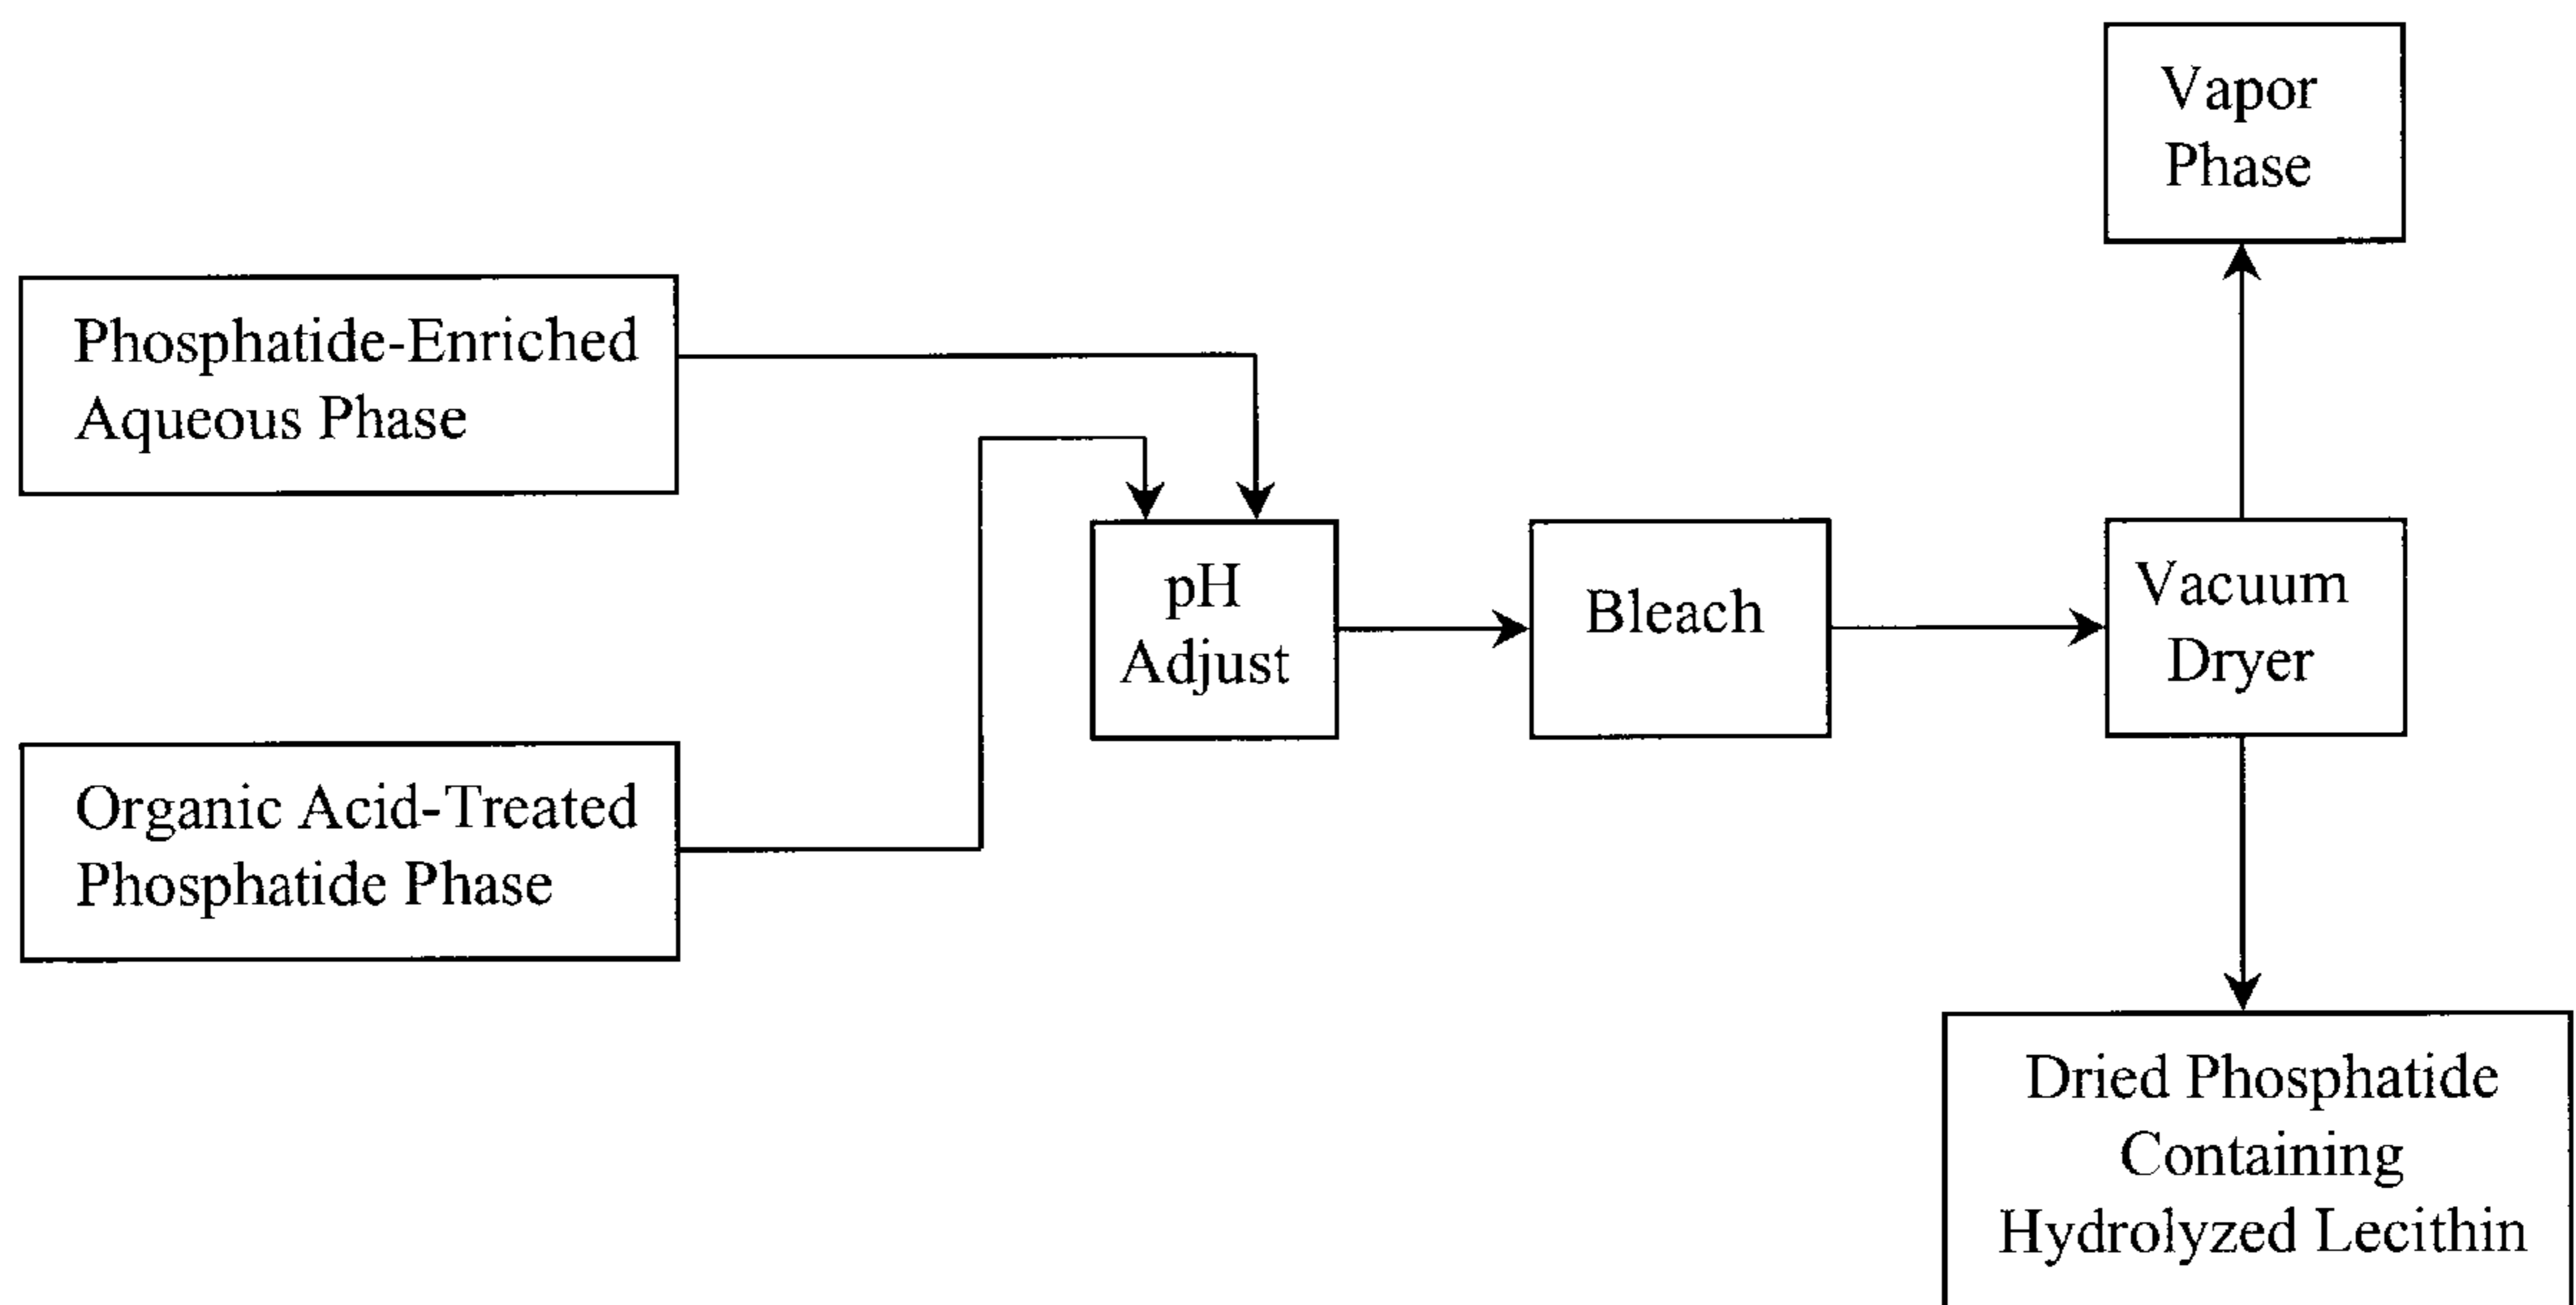 Vapor
Phase
Phosphatide-Enriched
Aqueous Phase
pH
Adjust
Bleach
Vacuum
Dryer
Organic Acid-Treated
Phosphatide Phase
Dried Phosphatide
Containing
Hydrolyzed Lecithin